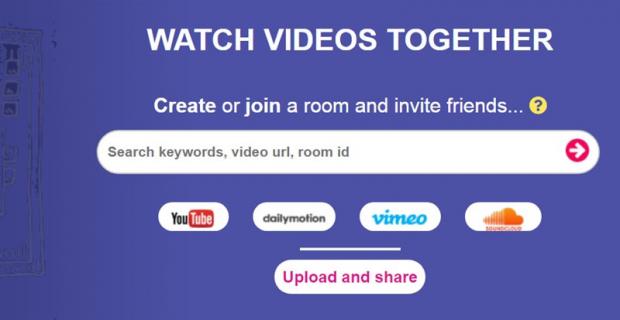 WATCH VIDEOS TOGETHER
Create or join a room and invite friends... ?
Search keywords, video url, room id
YouTube dailymotion vimeo SOUNDCLOUD
Upload and share